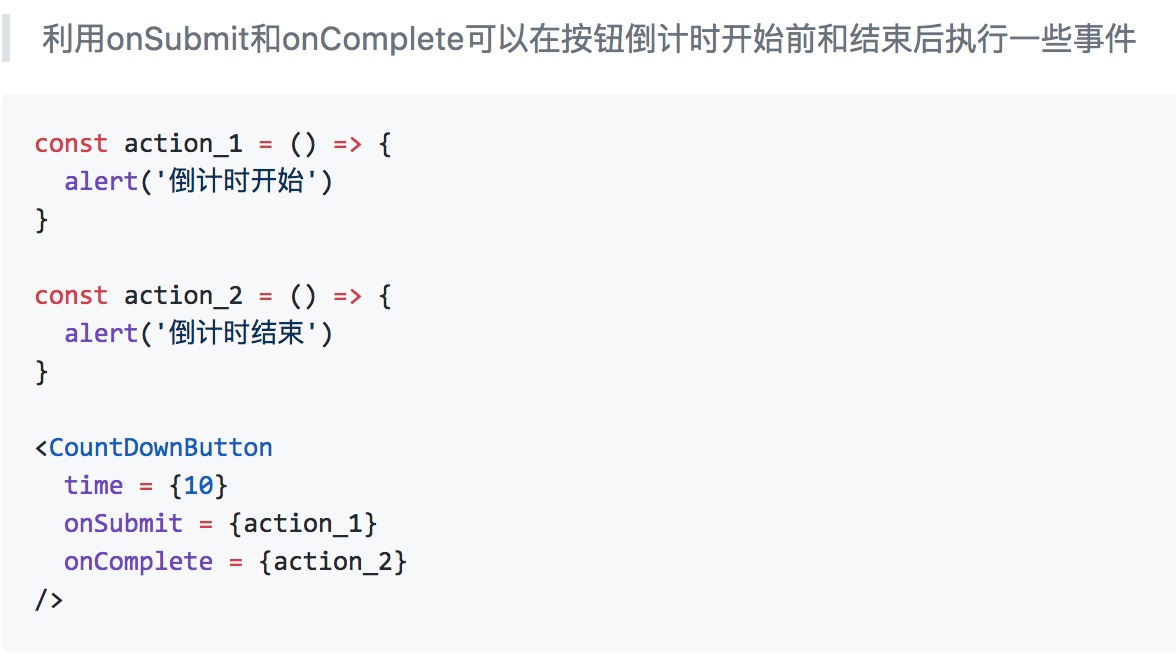 利用onSubmit和onComplete可以在按钮倒计时开始前和结束后执行一些事件
const action_1 = () => {
  alert('倒计时开始')
}
const action_2 = () => {
  alert('倒计时结束')
}
<CountDownButton
  time = {10}
  onSubmit = {action_1}
  onComplete = {action_2}
/>